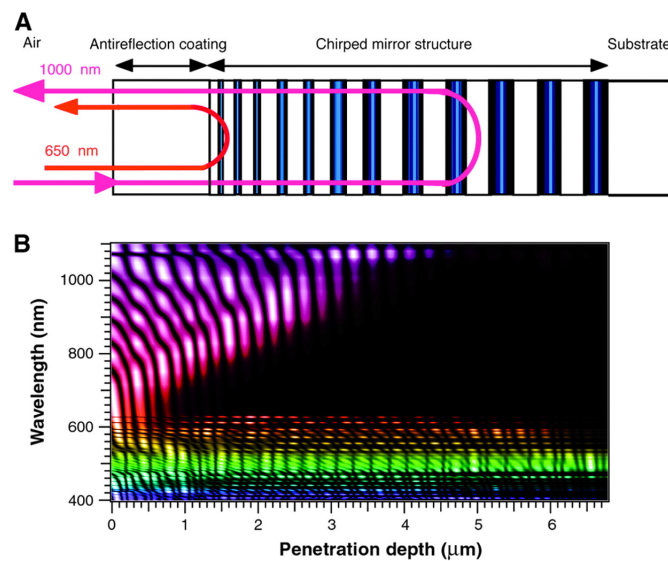 A
Air
Antireflection coating
Chirped mirror structure
Substrate
1000 nm
650 nm
B
Wavelength (nm)
1000
800
600
400
0 1 2 3 4 5 6
Penetration depth (μm)